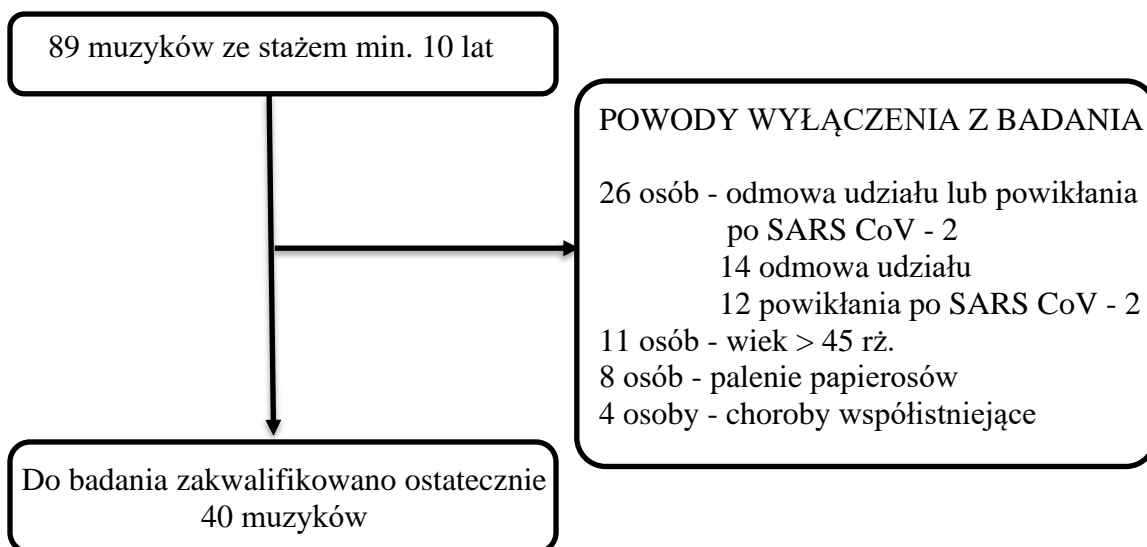 89 muzyków ze stażem min. 10 lat
POWODY WYŁĄCZENIA Z BADANIA
26 osób - odmowa udziału lub powikłania
po SARS CoV - 2
14 odmowa udziału
12 powikłania po SARS CoV - 2
11 osób - wiek > 45 rż.
8 osób - palenie papierosów
4 osoby - choroby współistniejące
Do badania zakwalifikowano ostatecznie
40 muzyków